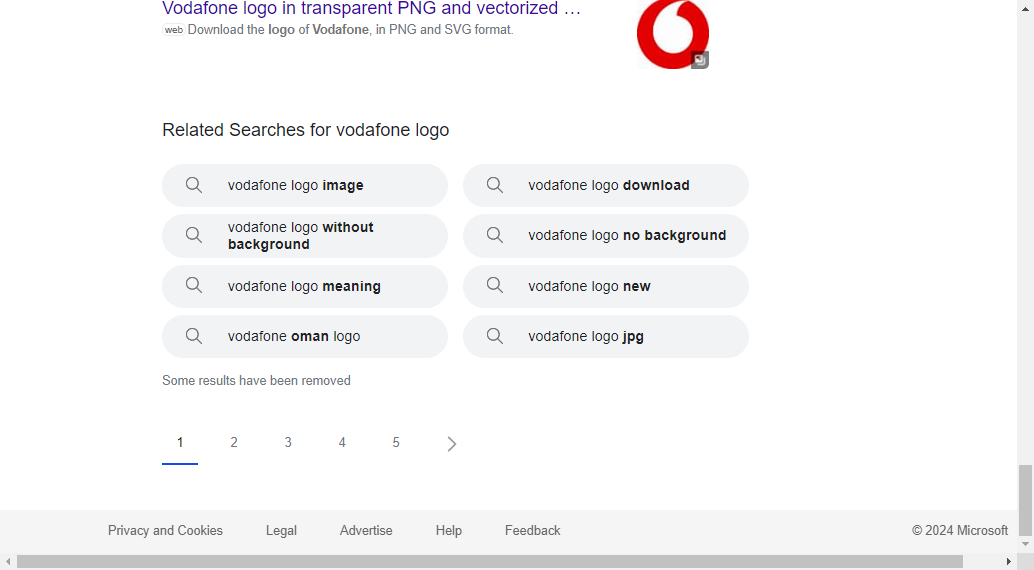 Vodafone logo in transparent PNG and vectorized …
web Download the logo of Vodafone, in PNG and SVG format.
Related Searches for vodafone logo
vodafone logo image
vodafone logo download
vodafone logo without
background
vodafone logo no background
vodafone logo meaning
vodafone logo new
vodafone oman logo
vodafone logo jpg
Some results have been removed
1 2 3 4 5
Privacy and Cookies Legal Advertise Help Feedback © 2024 Microsoft